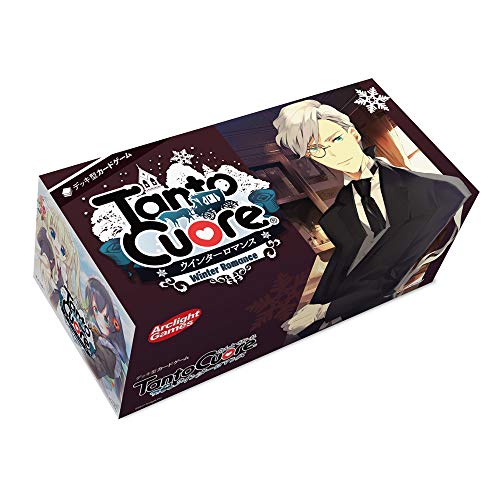 デッキ型カードゲーム
Tanto
Cuore®
ウインターロマンス
Winter Romance
Arclight
Games
デッキ型カードゲーム
Tanto Cuore